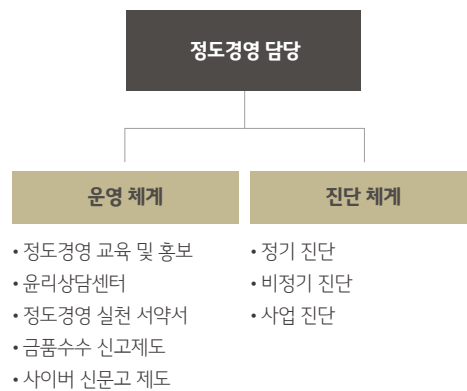 정도경영 담당
운영 체계
• 정도경영 교육 및 홍보
• 윤리상담센터
• 정도경영 실천 서약서
• 금품수수 신고제도
• 사이버 신문고 제도
진단 체계
• 정기 진단
• 비정기 진단
• 사업 진단